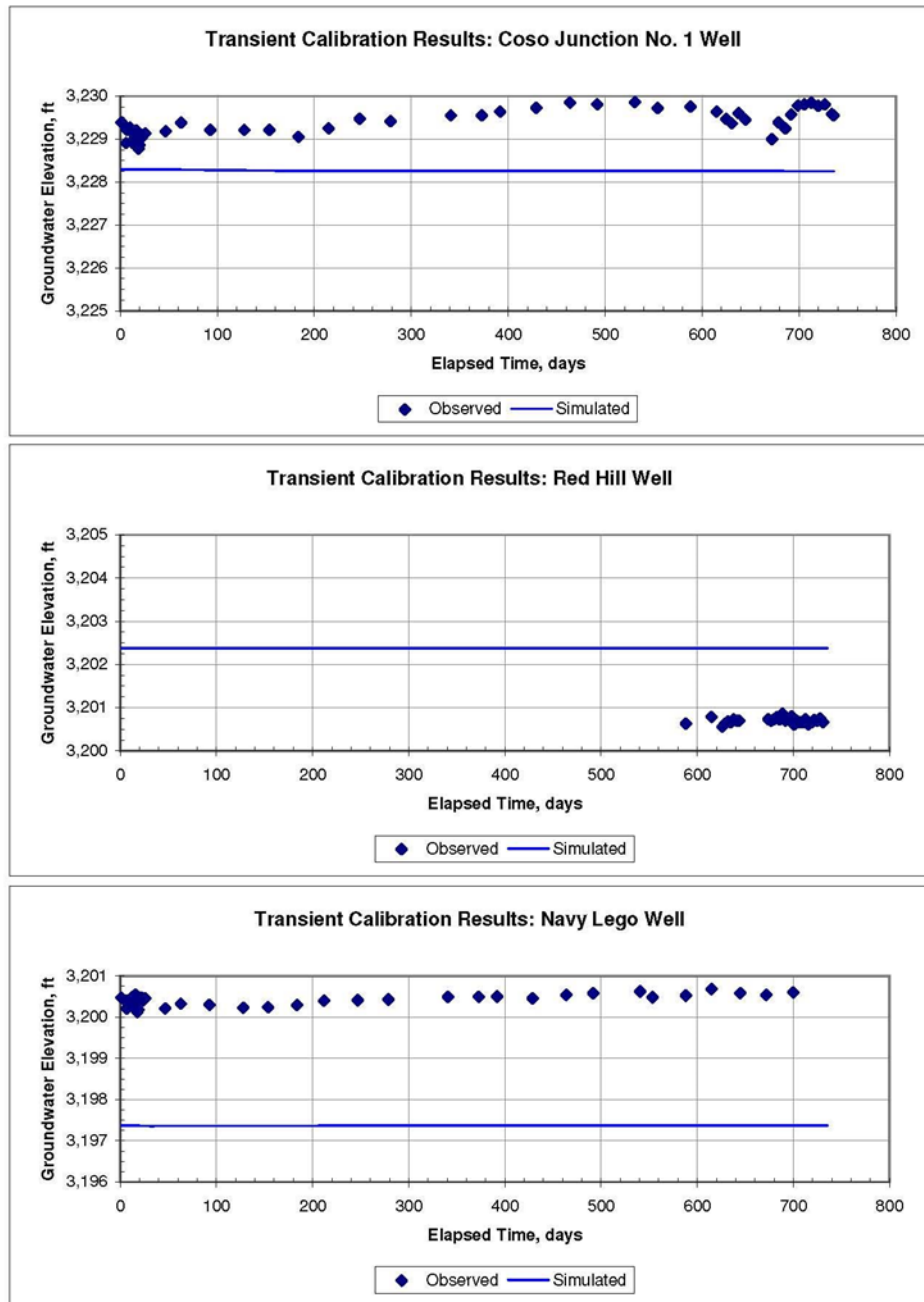 Transient Calibration Results: Coso Junction No. 1 Well
Groundwater Elevation, ft
3,230
3,229
3,228
3,227
3,226
3,225
0 100 200 300 400 500 600 700 800
Elapsed Time, days
Observed Simulated
Transient Calibration Results: Red Hill Well
Groundwater Elevation, ft
3,205
3,204
3,203
3,202
3,201
3,200
0 100 200 300 400 500 600 700 800
Elapsed Time, days
Observed Simulated
Transient Calibration Results: Navy Lego Well
Groundwater Elevation, ft
3,201
3,200
3,199
3,198
3,197
3,196
0 100 200 300 400 500 600 700 800
Elapsed Time, days
Observed Simulated